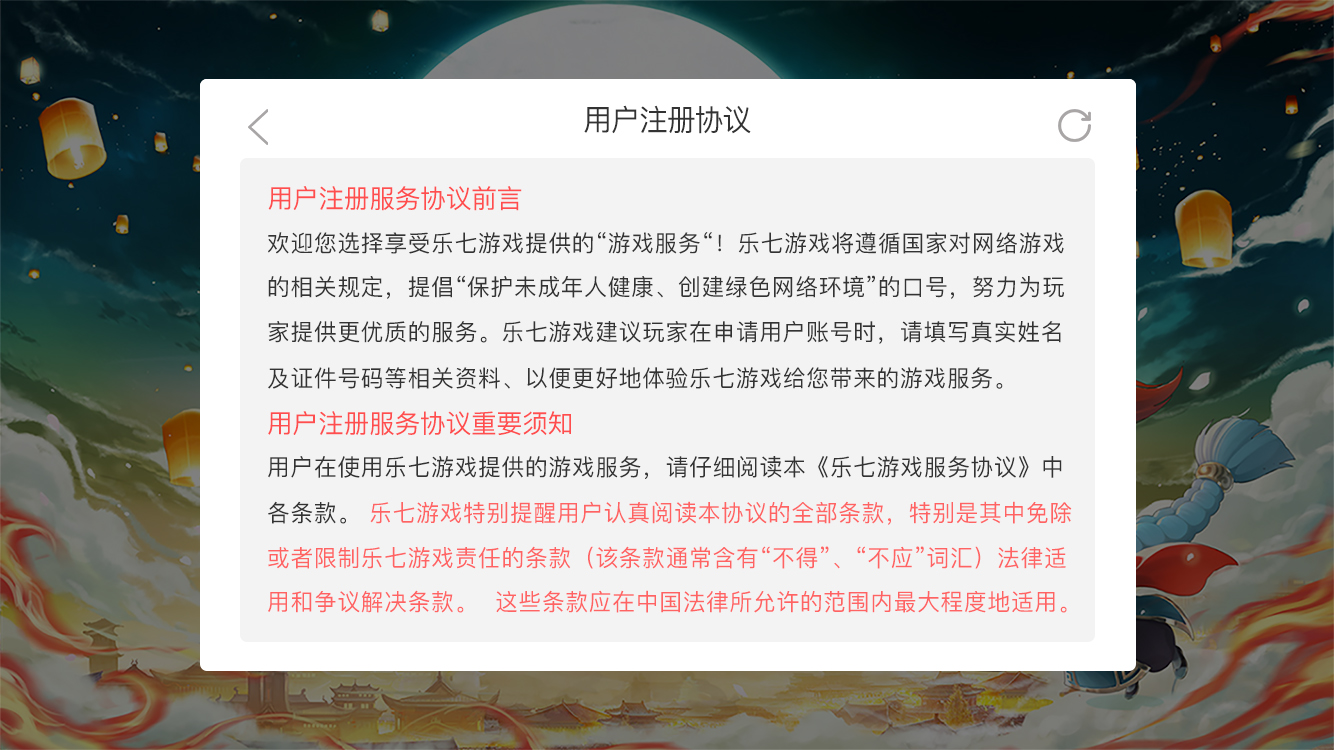 用户注册协议
用户注册服务协议前言
欢迎您选择享受乐七游戏提供的“游戏服务“！乐七游戏将遵循国家对网络游戏
的相关规定，提倡“保护未成年人健康、创建绿色网络环境”的口号，努力为玩
家提供更优质的服务。乐七游戏建议玩家在申请用户账号时，请填写真实姓名
及证件号码等相关资料、以便更好地体验乐七游戏给您带来的游戏服务。
用户注册服务协议重要须知
用户在使用乐七游戏提供的游戏服务，请仔细阅读本《乐七游戏服务协议》中
各条款。 乐七游戏特别提醒用户认真阅读本协议的全部条款，特别是其中免除
或者限制乐七游戏责任的条款（该条款通常含有“不得”、“不应”词汇）法律适
用和争议解决条款。 这些条款应在中国法律所允许的范围内最大程度地适用。